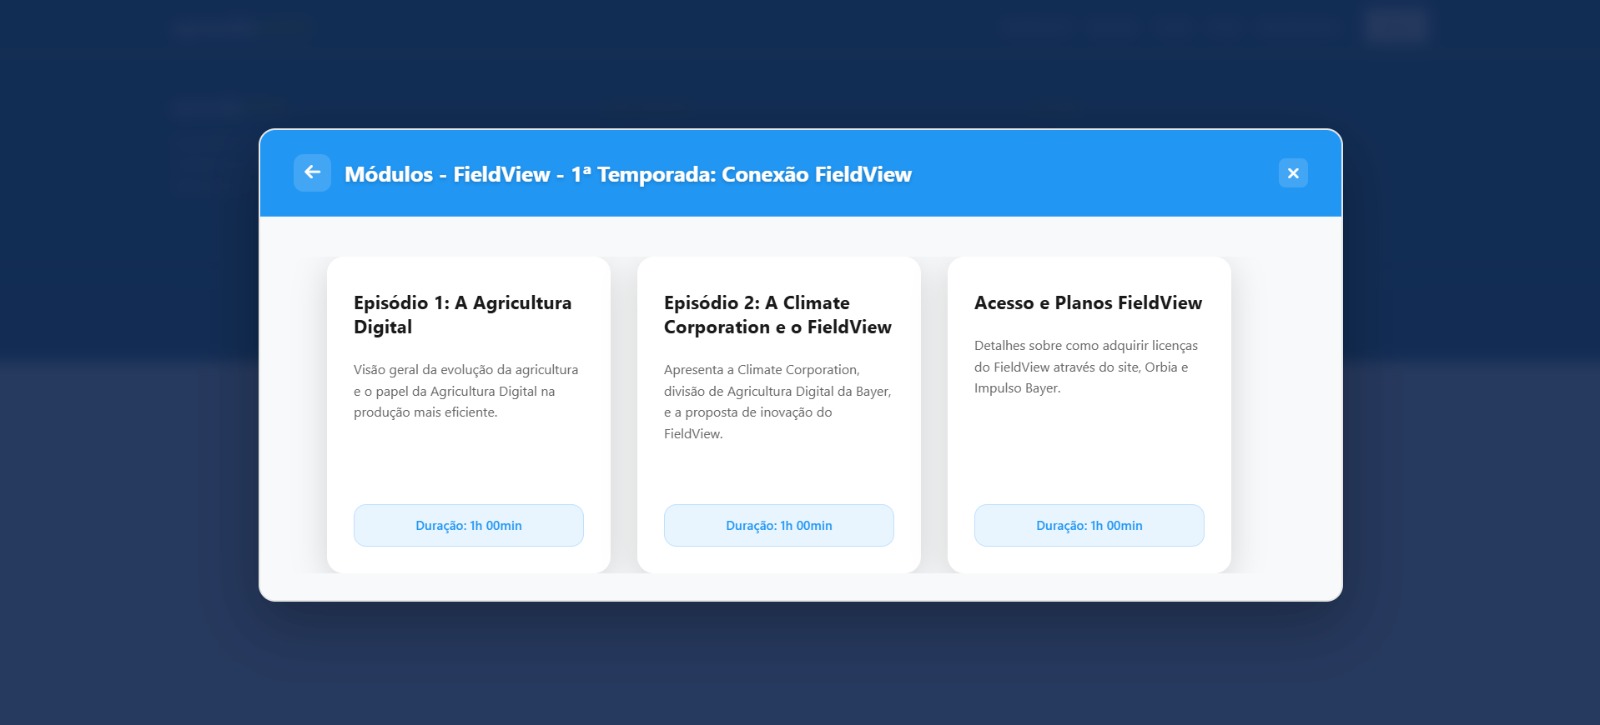 Módulos - FieldView - 1ª Temporada: Conexão FieldView
Episódio 1: A Agricultura
Digital
Visão geral da evolução da agricultura
e o papel da Agricultura Digital na
produção mais eficiente.
Duração: 1h 00min
Episódio 2: A Climate
Corporation e o FieldView
Apresenta a Climate Corporation,
divisão de Agricultura Digital da Bayer,
e a proposta de inovação do
FieldView.
Duração: 1h 00min
Acesso e Planos FieldView
Detalhes sobre como adquirir licenças
do FieldView através do site, Orbia e
Impulso Bayer.
Duração: 1h 00min